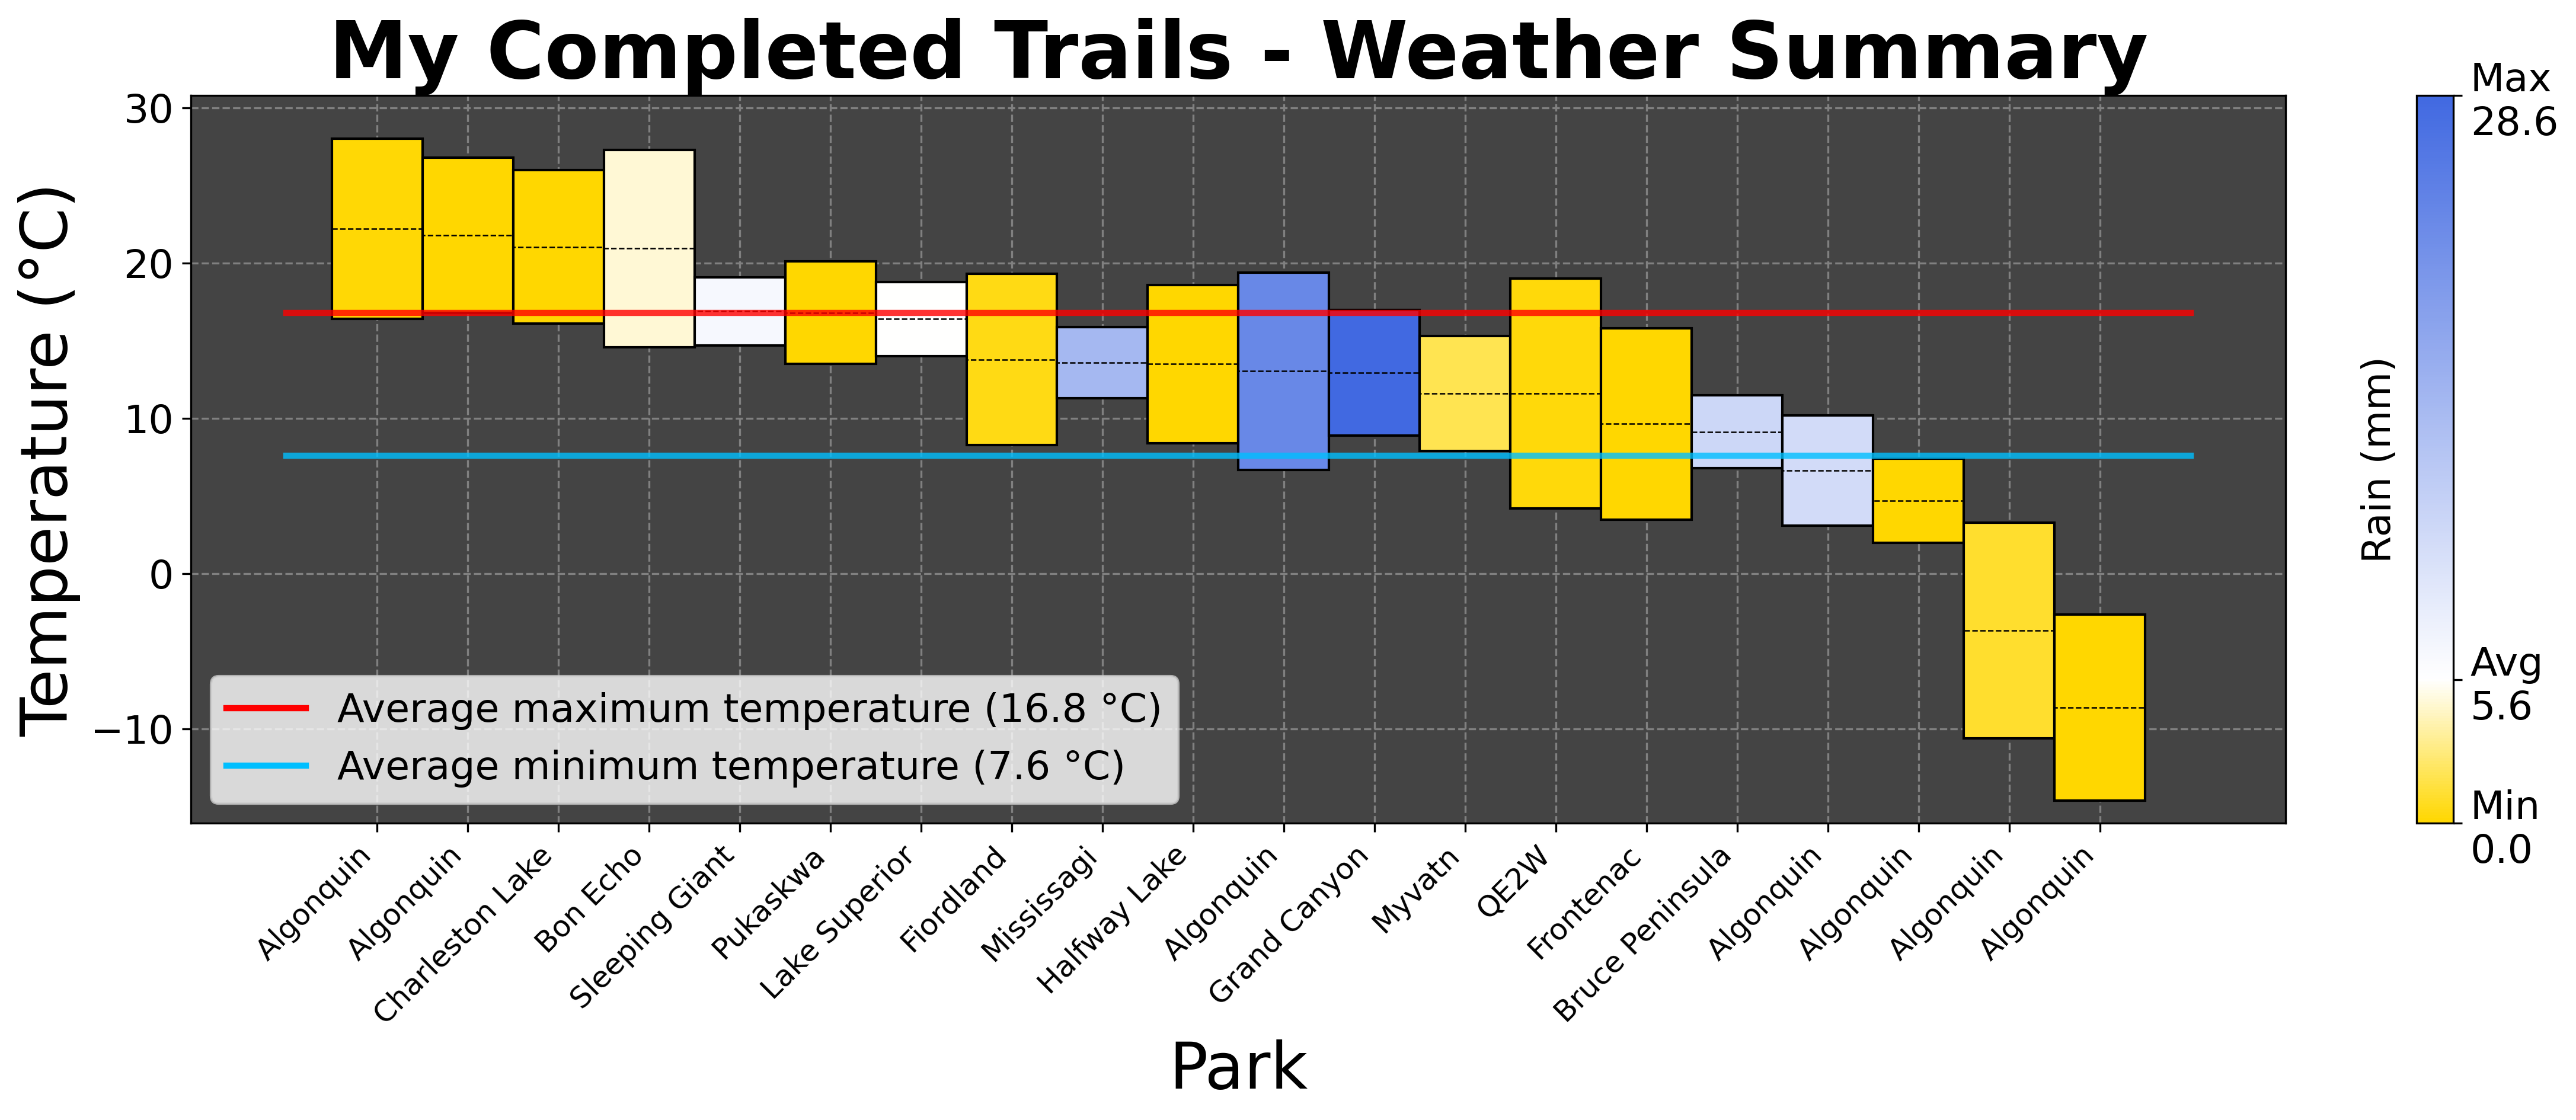 My Completed Trails - Weather Summary
Temperature (°C)
30
20
10
0
−10
Average maximum temperature (16.8 °C)
Average minimum temperature (7.6 °C)
Algonquin
Algonquin
Charleston Lake
Bon Echo
Sleeping Giant
Pukaskwa
Lake Superior
Fiordland
Mississagi
Halfway Lake
Algonquin
Grand Canyon
Myvatn
QE2W
Frontenac
Bruce Peninsula
Algonquin
Algonquin
Algonquin
Algonquin
Park
Rain (mm)
Max
28.6
Avg
5.6
Min
0.0